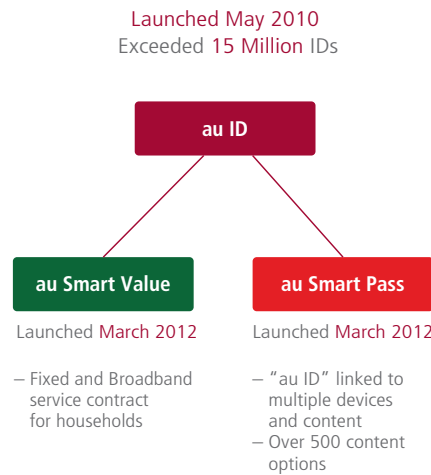 Launched May 2010
Exceeded 15 Million IDs
au ID
au Smart Value
Launched March 2012
– Fixed and Broadband
service contract
for households
au Smart Pass
Launched March 2012
– “au ID” linked to
multiple devices
and content
– Over 500 content
options